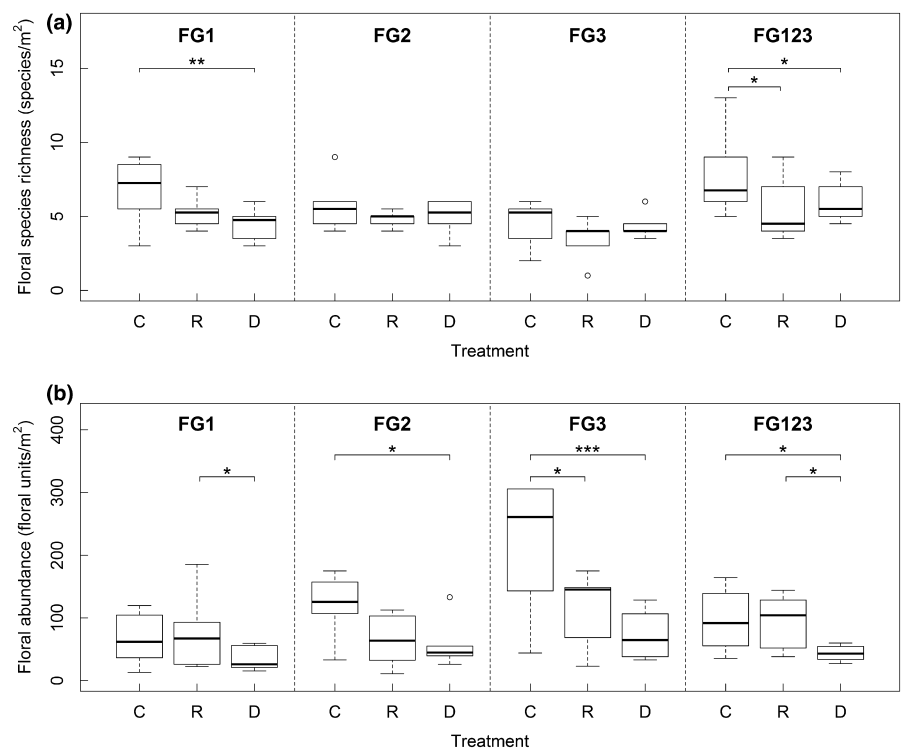 (a)
FG1 FG2 FG3 FG123
** * *
Floral species richness (species/m²)
15
10
5
0
C R D C R D C R D C R D
Treatment
(b)
FG1 FG2 FG3 FG123
* * *** * * *
Floral abundance (floral units/m²)
400
300
200
100
0
C R D C R D C R D C R D
Treatment